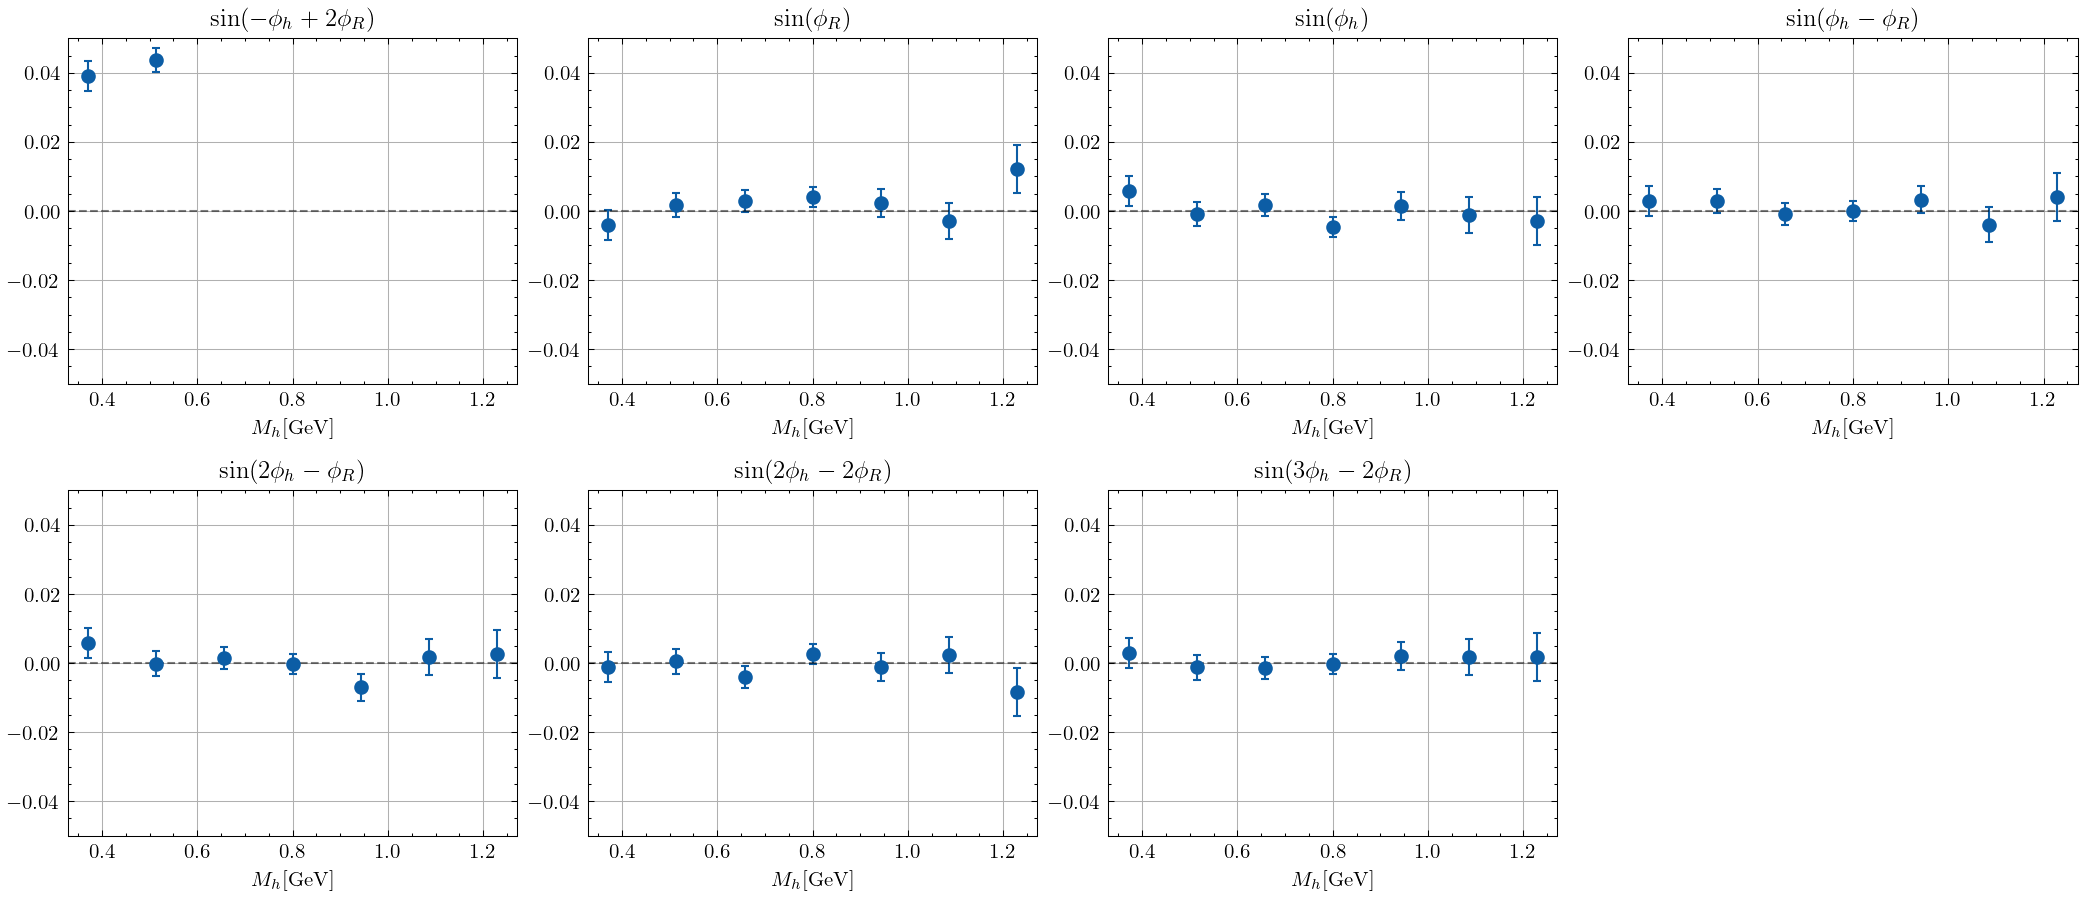 sin(−ϕ_h + 2ϕ_R)
sin(ϕ_R)
sin(ϕ_h)
sin(ϕ_h − ϕ_R)
0.04 0.04 0.04 0.04
0.02 0.02 0.02 0.02
0.00 0.00 0.00 0.00
−0.02 −0.02 −0.02 −0.02
−0.04 −0.04 −0.04 −0.04
0.4 0.6 0.8 1.0 1.2 0.4 0.6 0.8 1.0 1.2 0.4 0.6 0.8 1.0 1.2 0.4 0.6 0.8 1.0 1.2
M_h[GeV] M_h[GeV] M_h[GeV] M_h[GeV]
sin(2ϕ_h − ϕ_R)
sin(2ϕ_h − 2ϕ_R)
sin(3ϕ_h − 2ϕ_R)
0.04 0.04 0.04
0.02 0.02 0.02
0.00 0.00 0.00
−0.02 −0.02 −0.02
−0.04 −0.04 −0.04
0.4 0.6 0.8 1.0 1.2 0.4 0.6 0.8 1.0 1.2 0.4 0.6 0.8 1.0 1.2
M_h[GeV] M_h[GeV] M_h[GeV]